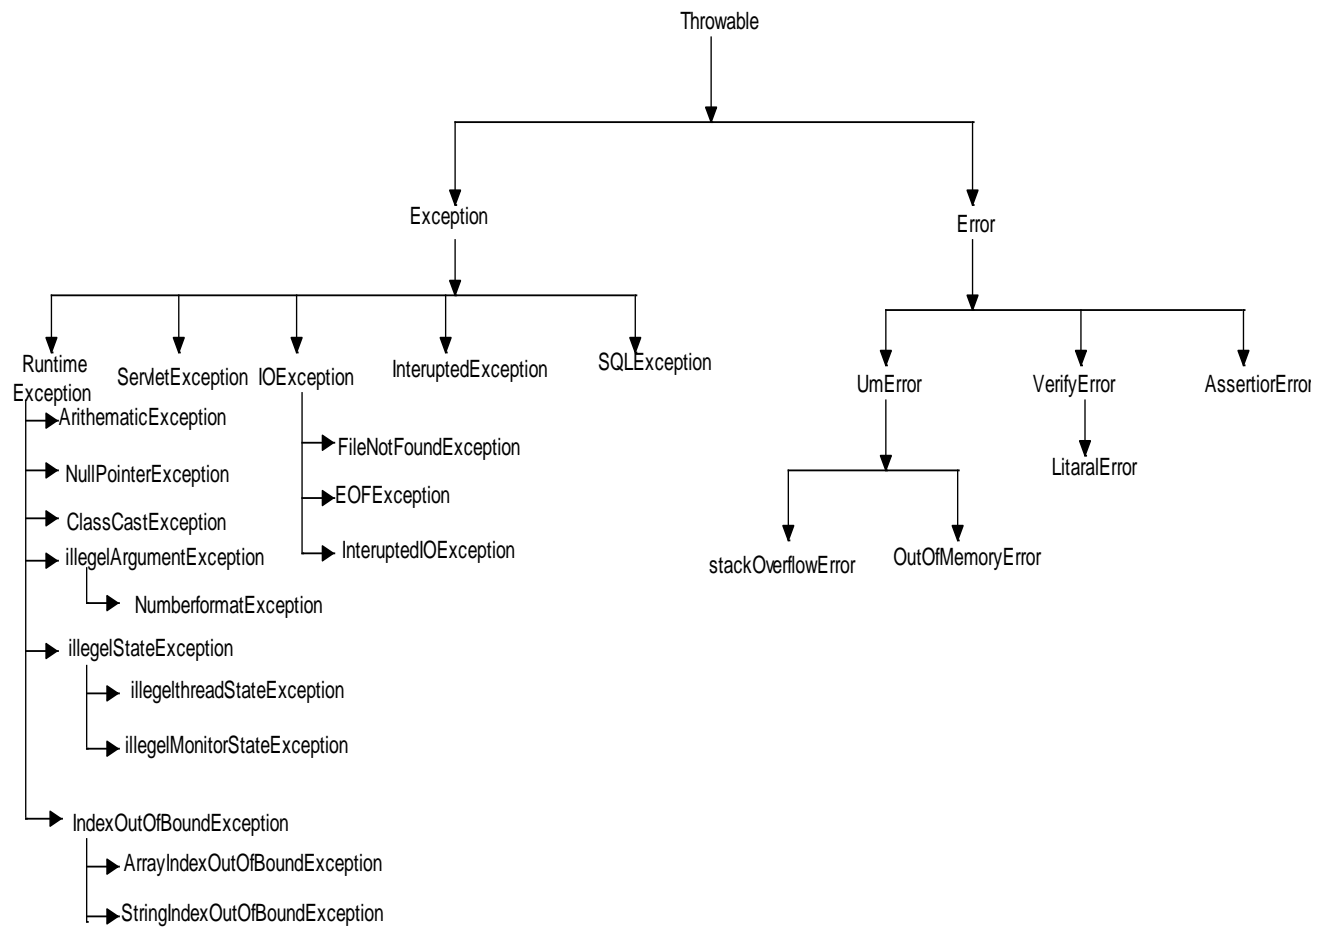 Throwable
Exception
Error
Runtime
Exception
ServletException
IOException
InteruptedException
SQLException
UmError
VerifyError
AssertiorError
ArithematicException
NullPointerException
ClassCastException
illegelArgumentException
NumberformatException
illegelStateException
illegelthreadStateException
illegelMonitorStateException
IndexOutOfBoundException
ArrayIndexOutOfBoundException
StringIndexOutOfBoundException
FileNotFoundException
EOFException
InteruptedIOException
stackOverflowError
OutOfMemoryError
LitaralError